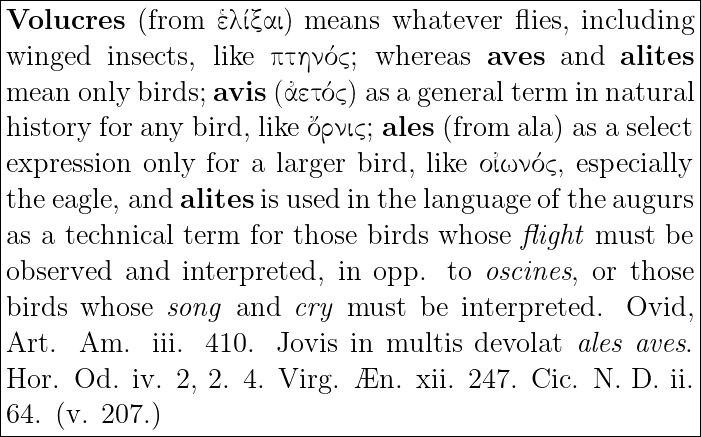 Volucres (from ἑλίξαι) means whatever flies, including
winged insects, like πτηνός; whereas aves and alites
mean only birds; avis (ἀετός) as a general term in natural
history for any bird, like ὄρνις; ales (from ala) as a select
expression only for a larger bird, like οἰωνός, especially
the eagle, and alites is used in the language of the augurs
as a technical term for those birds whose flight must be
observed and interpreted, in opp. to oscines, or those
birds whose song and cry must be interpreted. Ovid,
Art. Am. iii. 410. Jovis in multis devolat ales aves.
Hor. Od. iv. 2, 2. 4. Virg. Æn. xii. 247. Cic. N. D. ii.
64. (v. 207.)